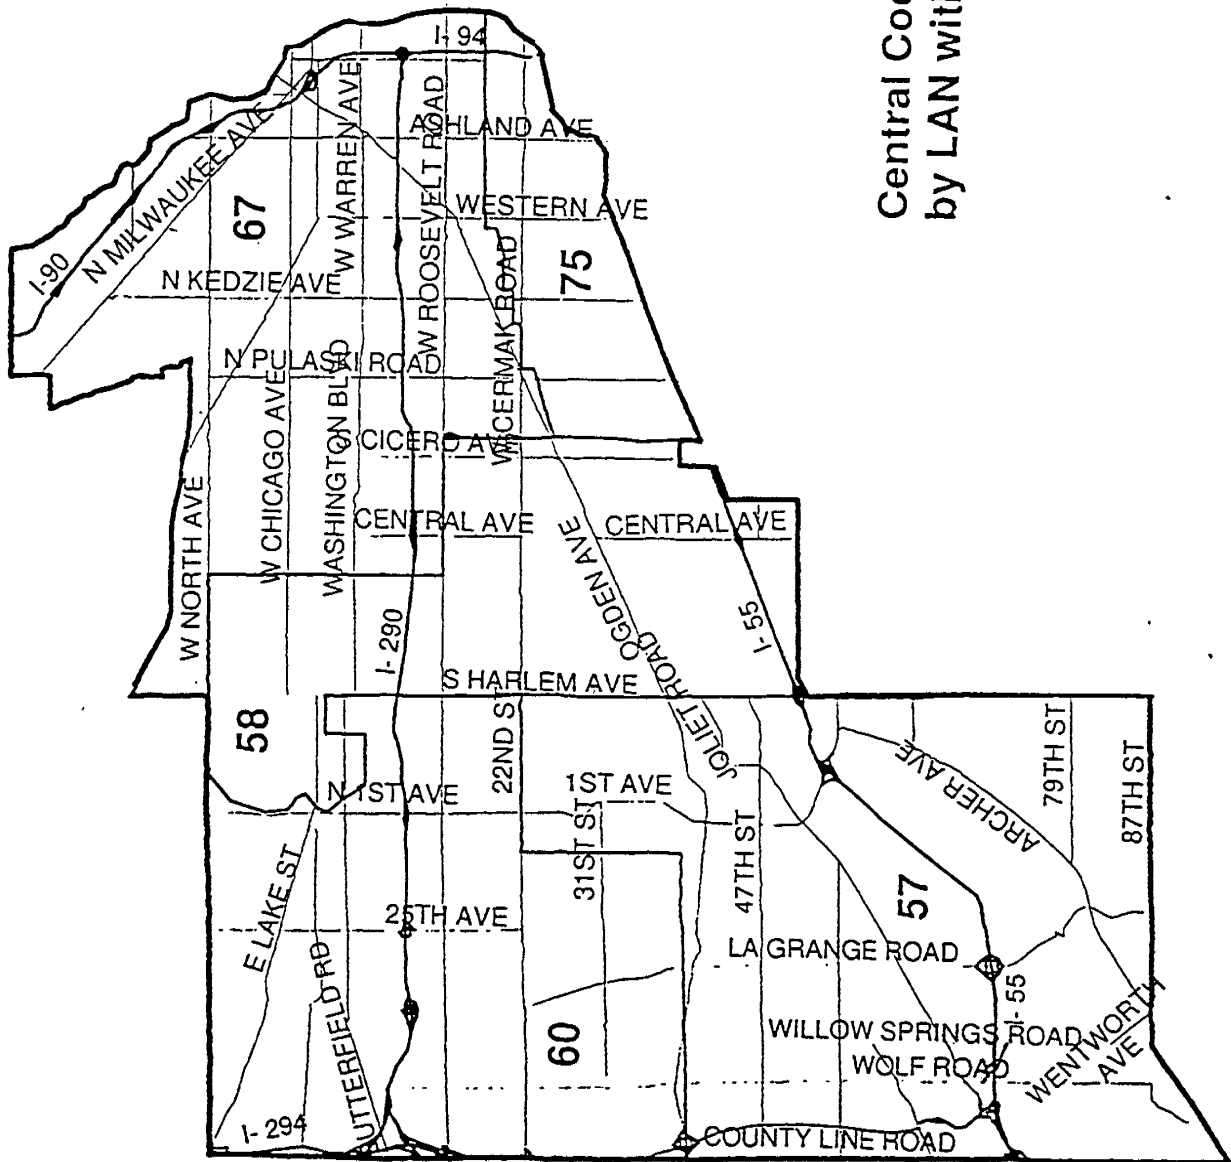 Central Coo
by LAN with
I-94
ASHLAND AVE
WESTERN AVE
N MILWAUKEE AVE
I-90
67
W WARREN AVE
W ROOSEVELT ROAD
75
N KEDZIE AVE
N PULASKI ROAD
W CERMAK ROAD
W CHICAGO AVE
WASHINGTON BLVD
S CICERO AVE
W NORTH AVE
CENTRAL AVE
CENTRAL AVE
OGDEN AVE
I-55
I-290
JOLIET ROAD
S HARLEM AVE
58
22ND ST
N 1ST AVE
1ST AVE
31ST ST
47TH ST
ARCHER AVE
79TH ST
87TH ST
E LAKE ST
25TH AVE
57
LA GRANGE ROAD
UTTERFIELD RD
60
I-55
WILLOW SPRINGS ROAD
WOLF ROAD
WENTWORTH
AVE
I-294
COUNTY LINE ROAD